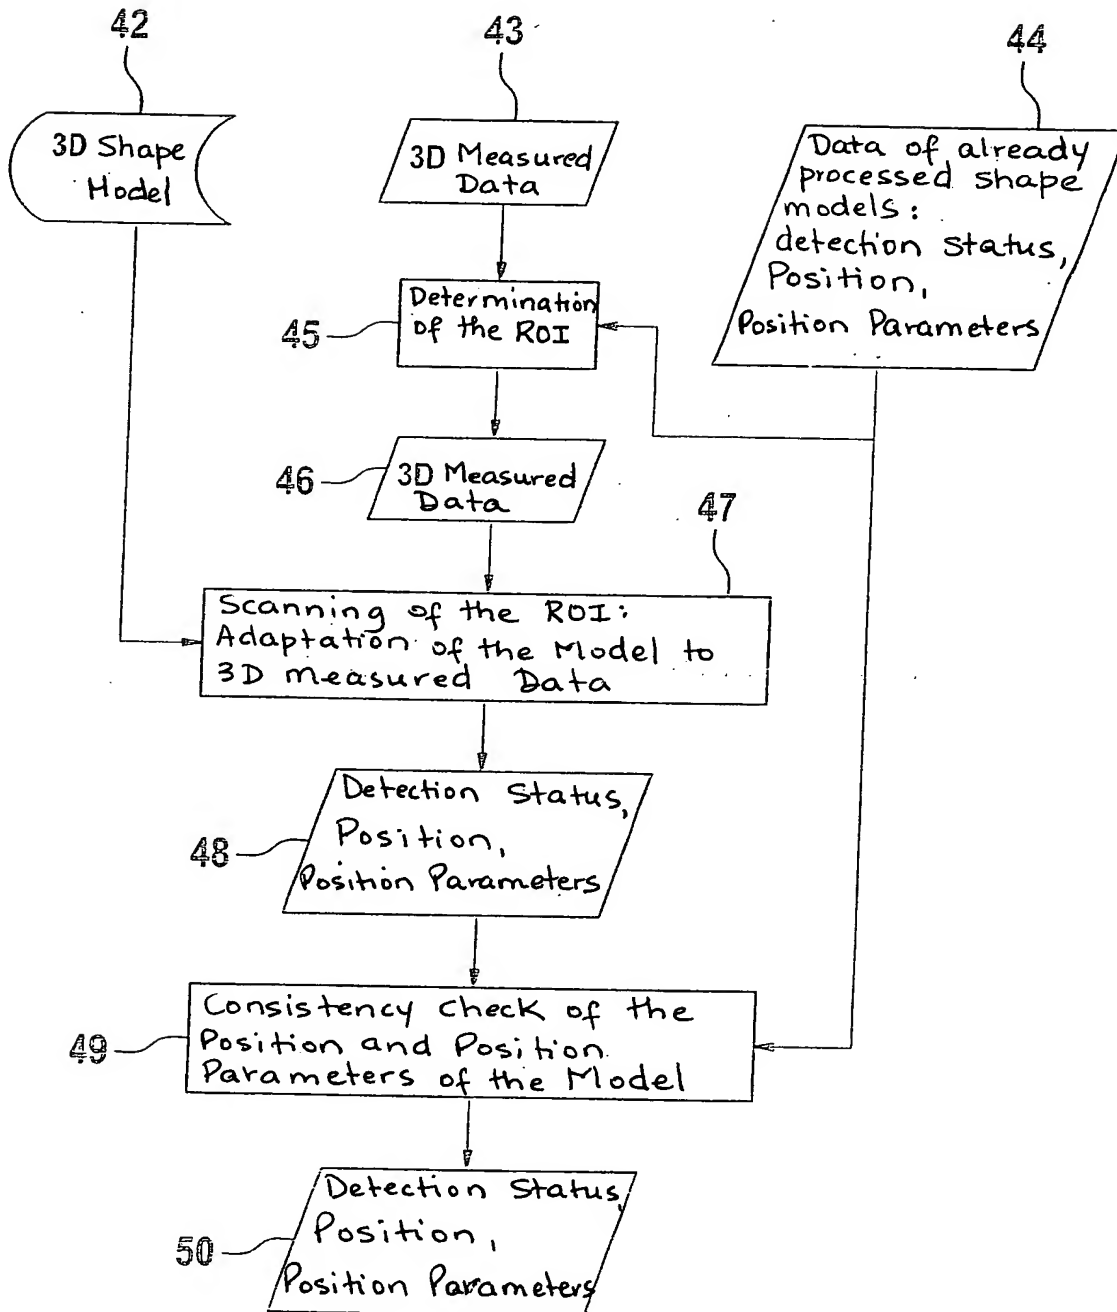 42
43
44
3D Shape
Model
3D Measured
Data
Data of already
processed shape
models:
detection status,
Position,
Position Parameters
45
Determination
of the ROI
46
3D Measured
Data
47
Scanning of the ROI:
Adaptation of the Model to
3D measured Data
48
Detection Status,
Position,
Position Parameters
49
Consistency check of the
Position and Position
Parameters of the Model
50
Detection Status,
Position,
Position Parameters